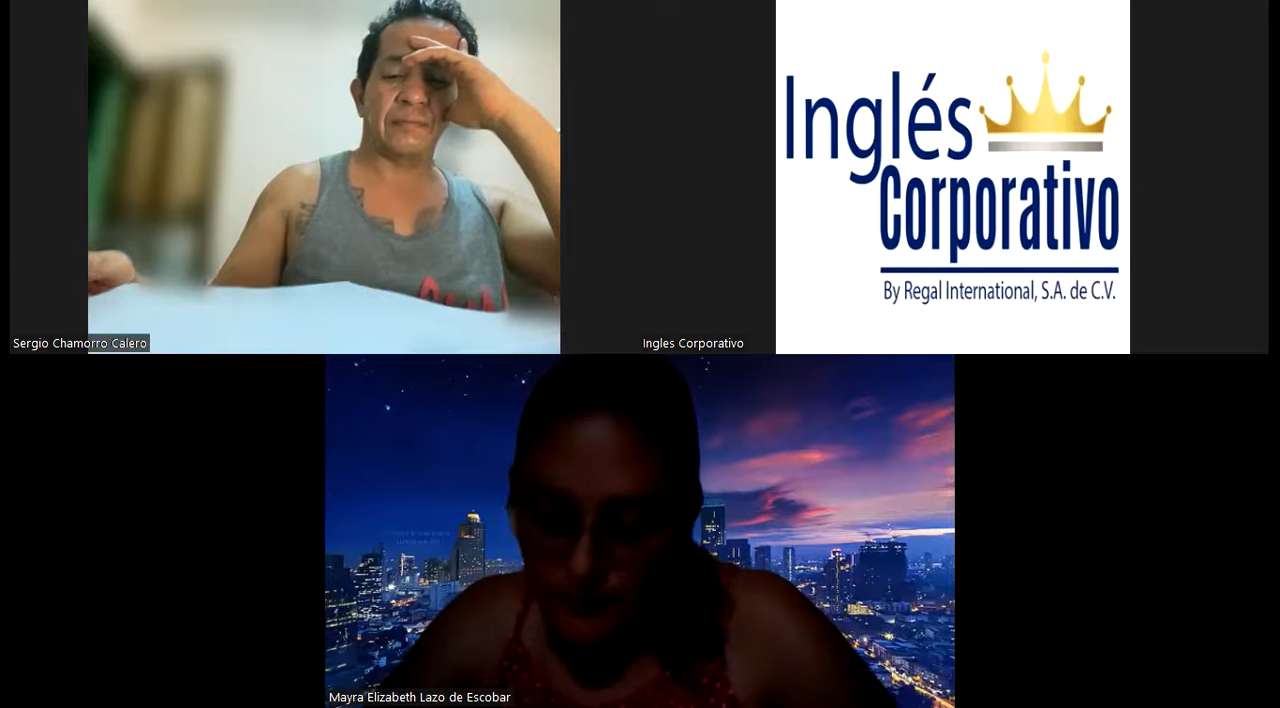 Inglés
Corporativo
By Regal International, S.A. de C.V.
Sergio Chamorro Calero
Ingles Corporativo
Mayra Elizabeth Lazo de Escobar